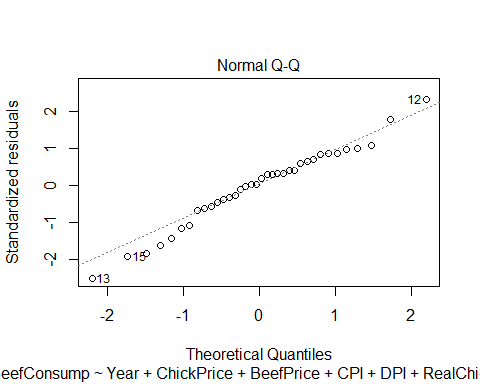 Normal Q-Q
Standardized residuals
2
1
0
-1
-2
12
15
13
-2 -1 0 1 2
Theoretical Quantiles
eefConsump ~ Year + ChickPrice + BeefPrice + CPI + DPI + RealChi